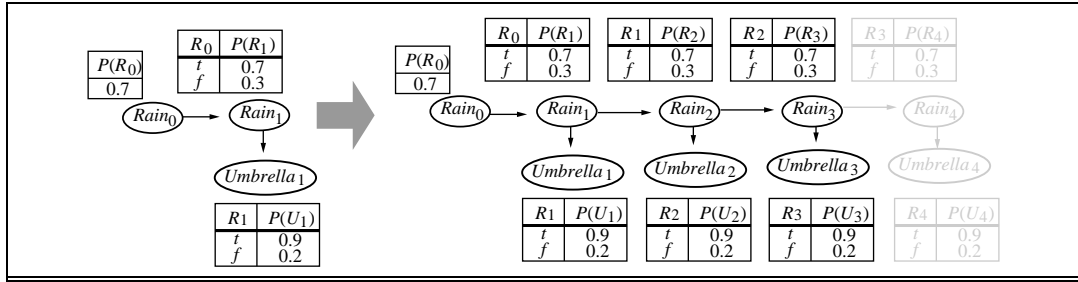 R0 P(R1)
t 0.7
f 0.3
P(R0)
0.7
Rain0
Rain1
Umbrella1
R1 P(U1)
t 0.9
f 0.2
P(R0)
0.7
R0 P(R1)
t 0.7
f 0.3
R1 P(R2)
t 0.7
f 0.3
R2 P(R3)
t 0.7
f 0.3
R3 P(R4)
t 0.7
f 0.3
Rain0
Rain1
Rain2
Rain3
Rain4
Umbrella1
Umbrella2
Umbrella3
Umbrella4
R1 P(U1)
t 0.9
f 0.2
R2 P(U2)
t 0.9
f 0.2
R3 P(U3)
t 0.9
f 0.2
R4 P(U4)
t 0.9
f 0.2